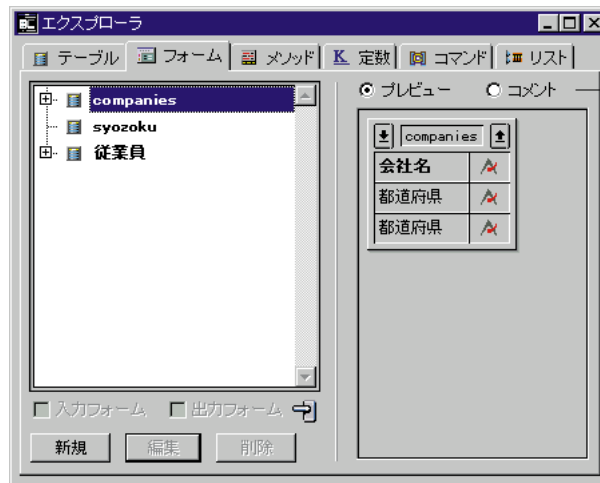 エクスプローラ
テーブル フォーム メソッド K 定数 コマンド リスト
companies
syozoku
従業員
プレビュー コメント
companies
会社名
都道府県
都道府県
入力フォーム 出力フォーム
新規 編集 削除